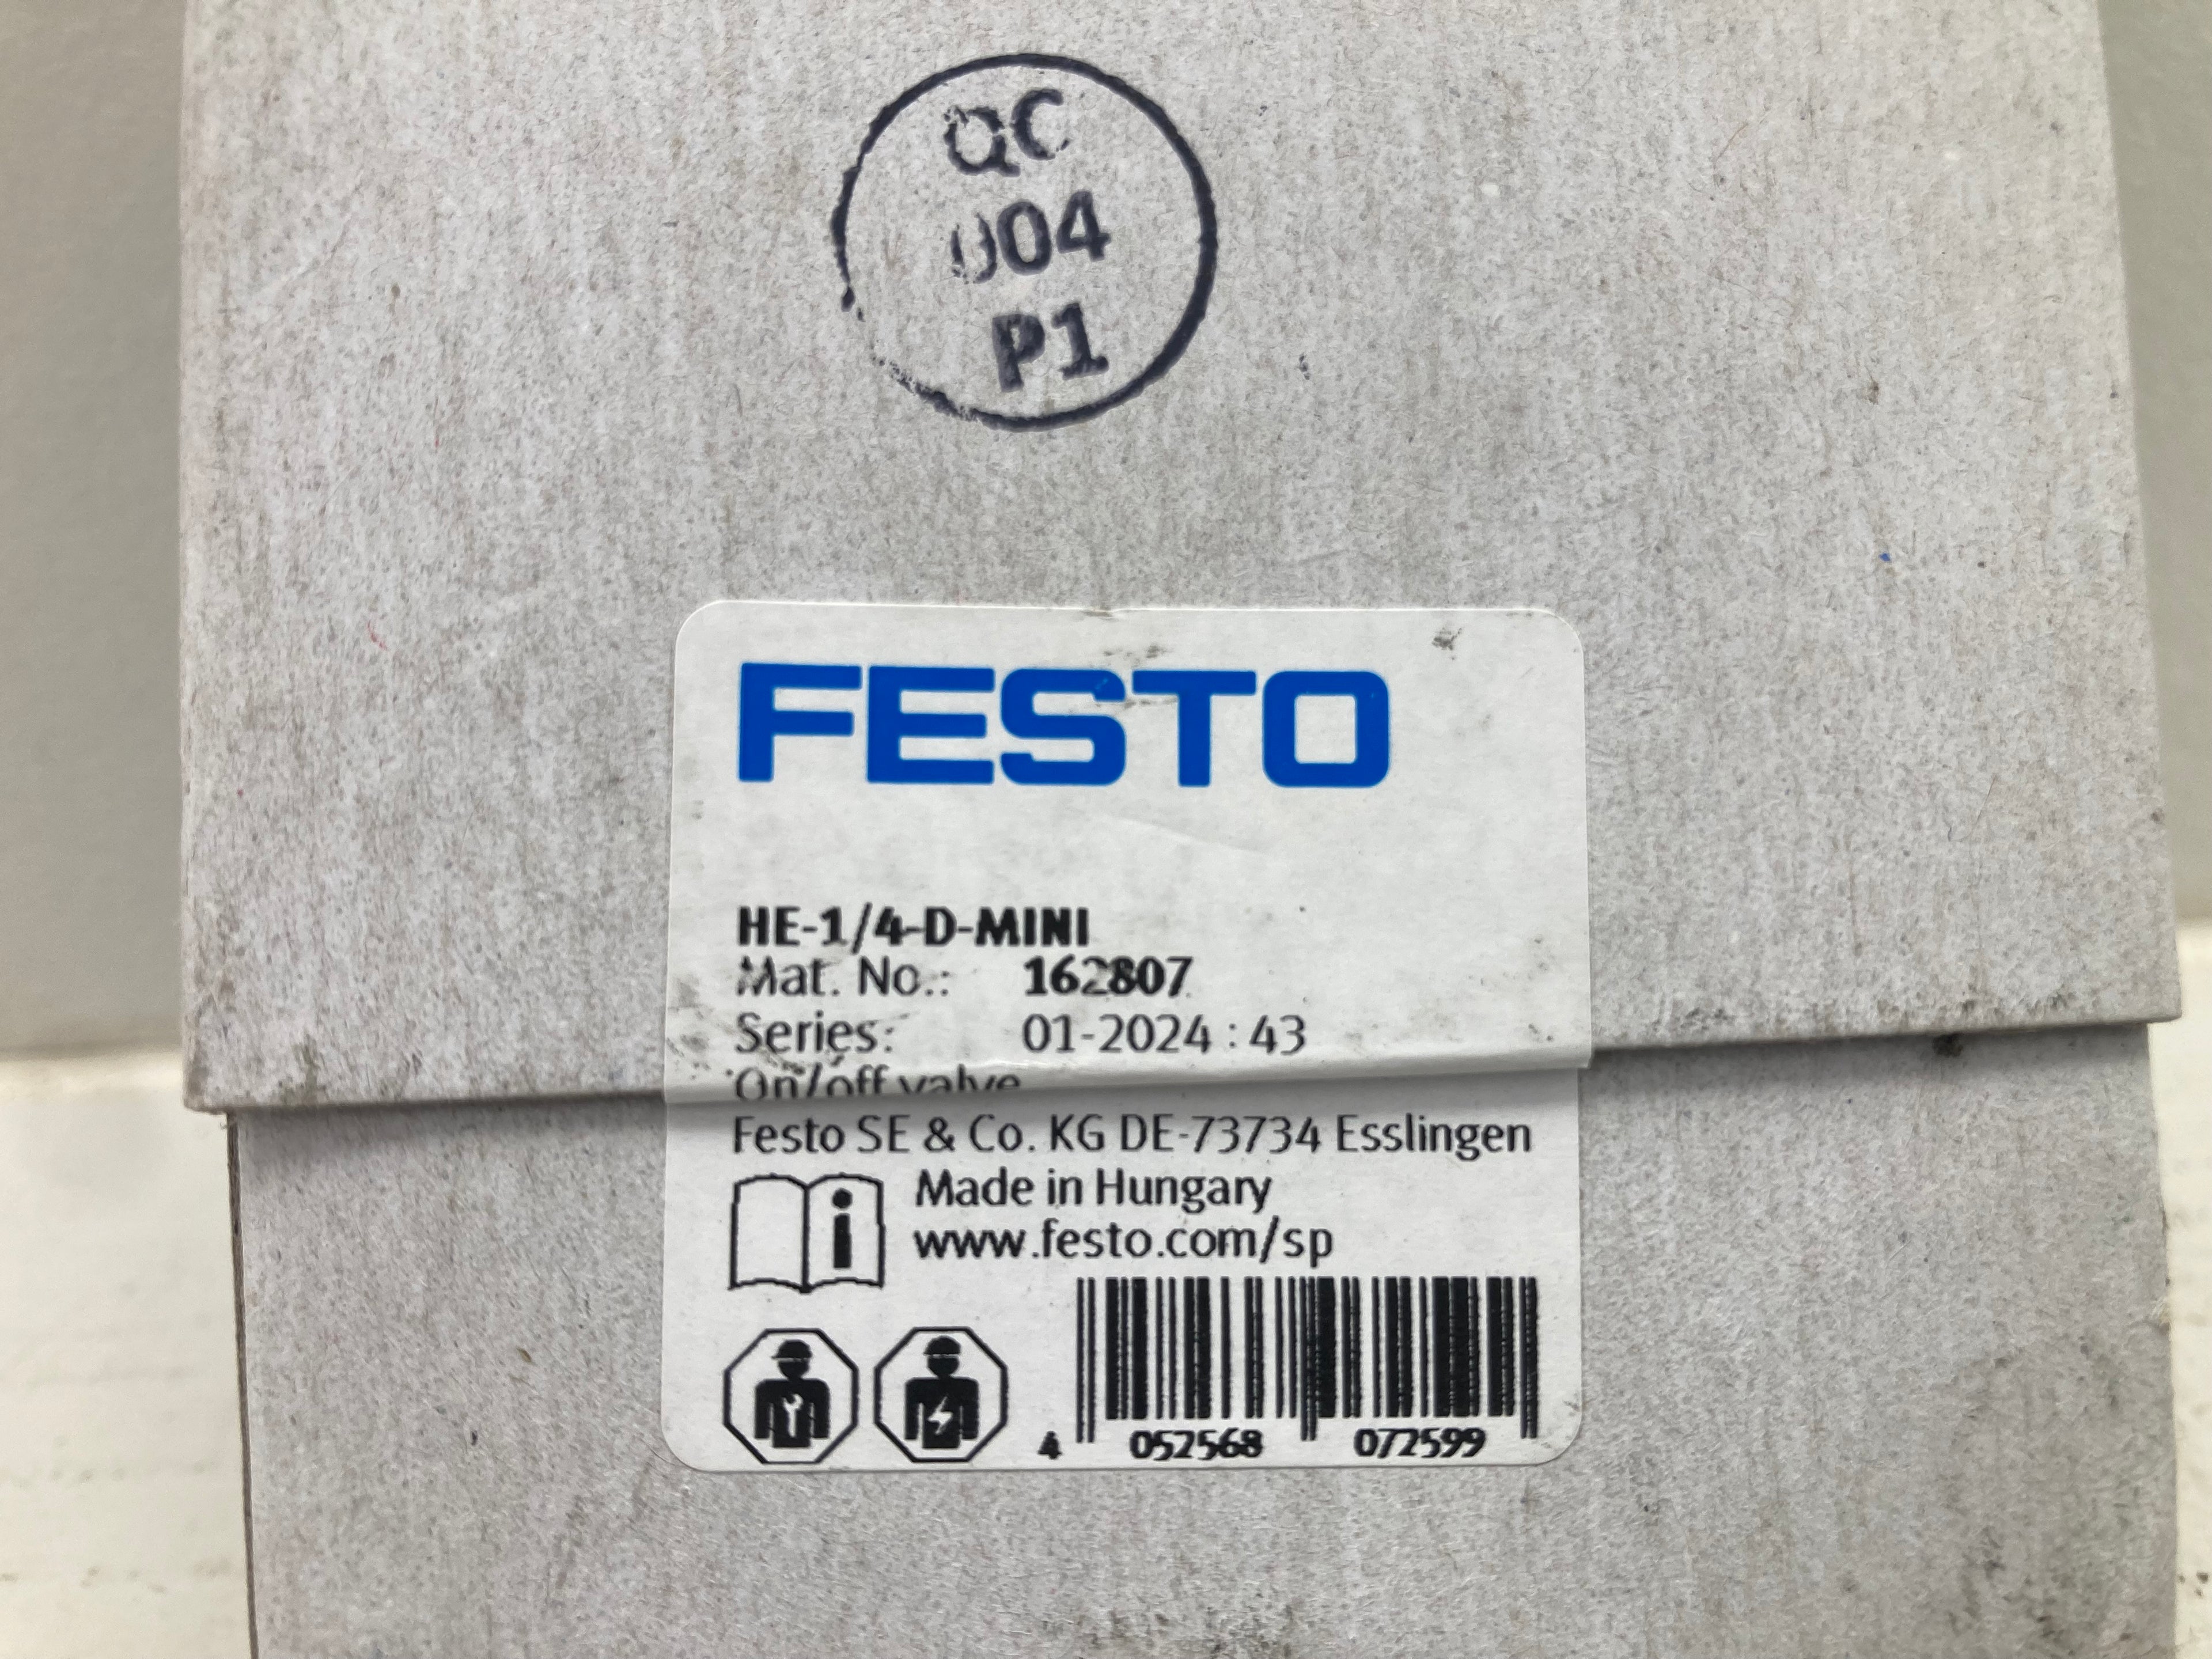 QC
004
P1
FESTO
HE-1/4-D-MINI
Mat. No.: 162807
Series: 01-2024 : 43
On/off valve
Festo SE & Co. KG DE-73734 Esslingen
Made in Hungary
www.festo.com/sp
4 052568 072599